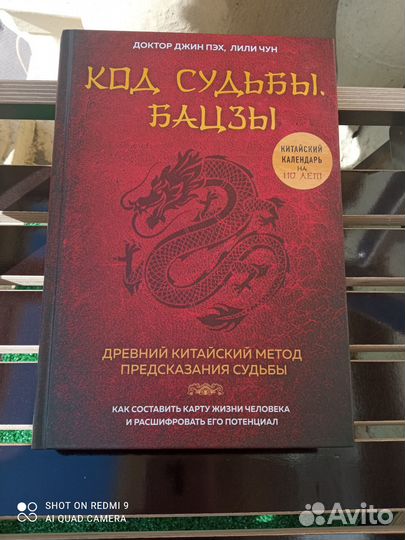 ДОКТОР ДЖИН ПЭХ, ЛИЛИ ЧУН
КОД СУДЬБЫ.
БАЦЗЫ
КИТАЙСКИЙ
КАЛЕНДАРЬ
НА
110 ЛЕТ!
ДРЕВНИЙ КИТАЙСКИЙ МЕТОД
ПРЕДСКАЗАНИЯ СУДЬБЫ
КАК СОСТАВИТЬ КАРТУ ЖИЗНИ ЧЕЛОВЕКА
И РАСШИФРОВАТЬ ЕГО ПОТЕНЦИАЛ
SHOT ON REDMI 9
AI QUAD CAMERA
Avito